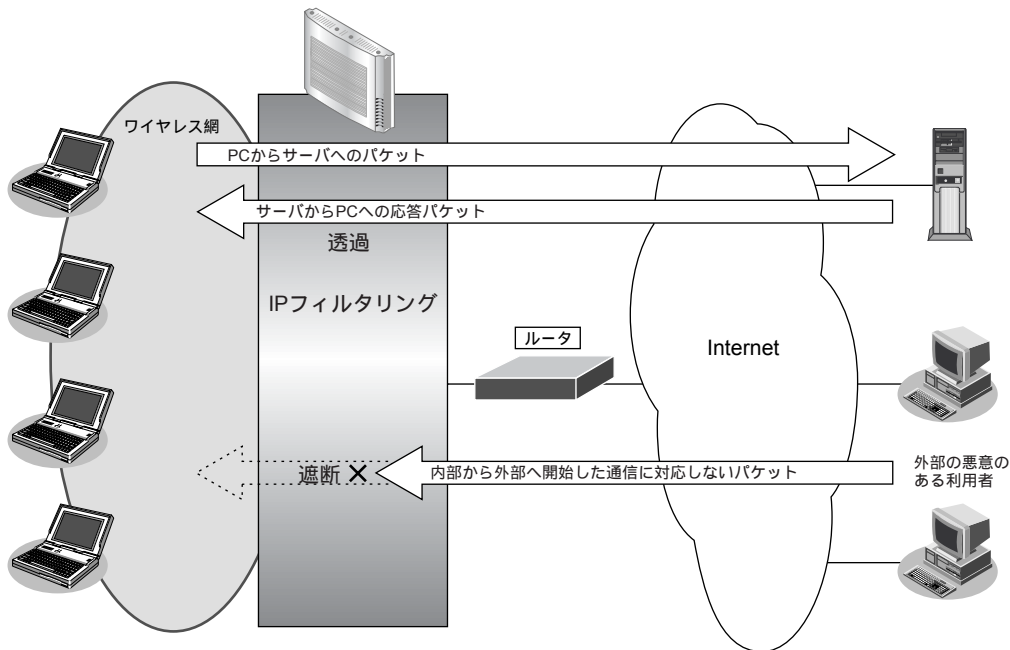 ワイヤレス網
PCからサーバへのパケット
サーバからPCへの応答パケット
透過
IPフィルタリング
ルータ
Internet
遮断
内部から外部へ開始した通信に対応しないパケット
外部の悪意の
ある利用者